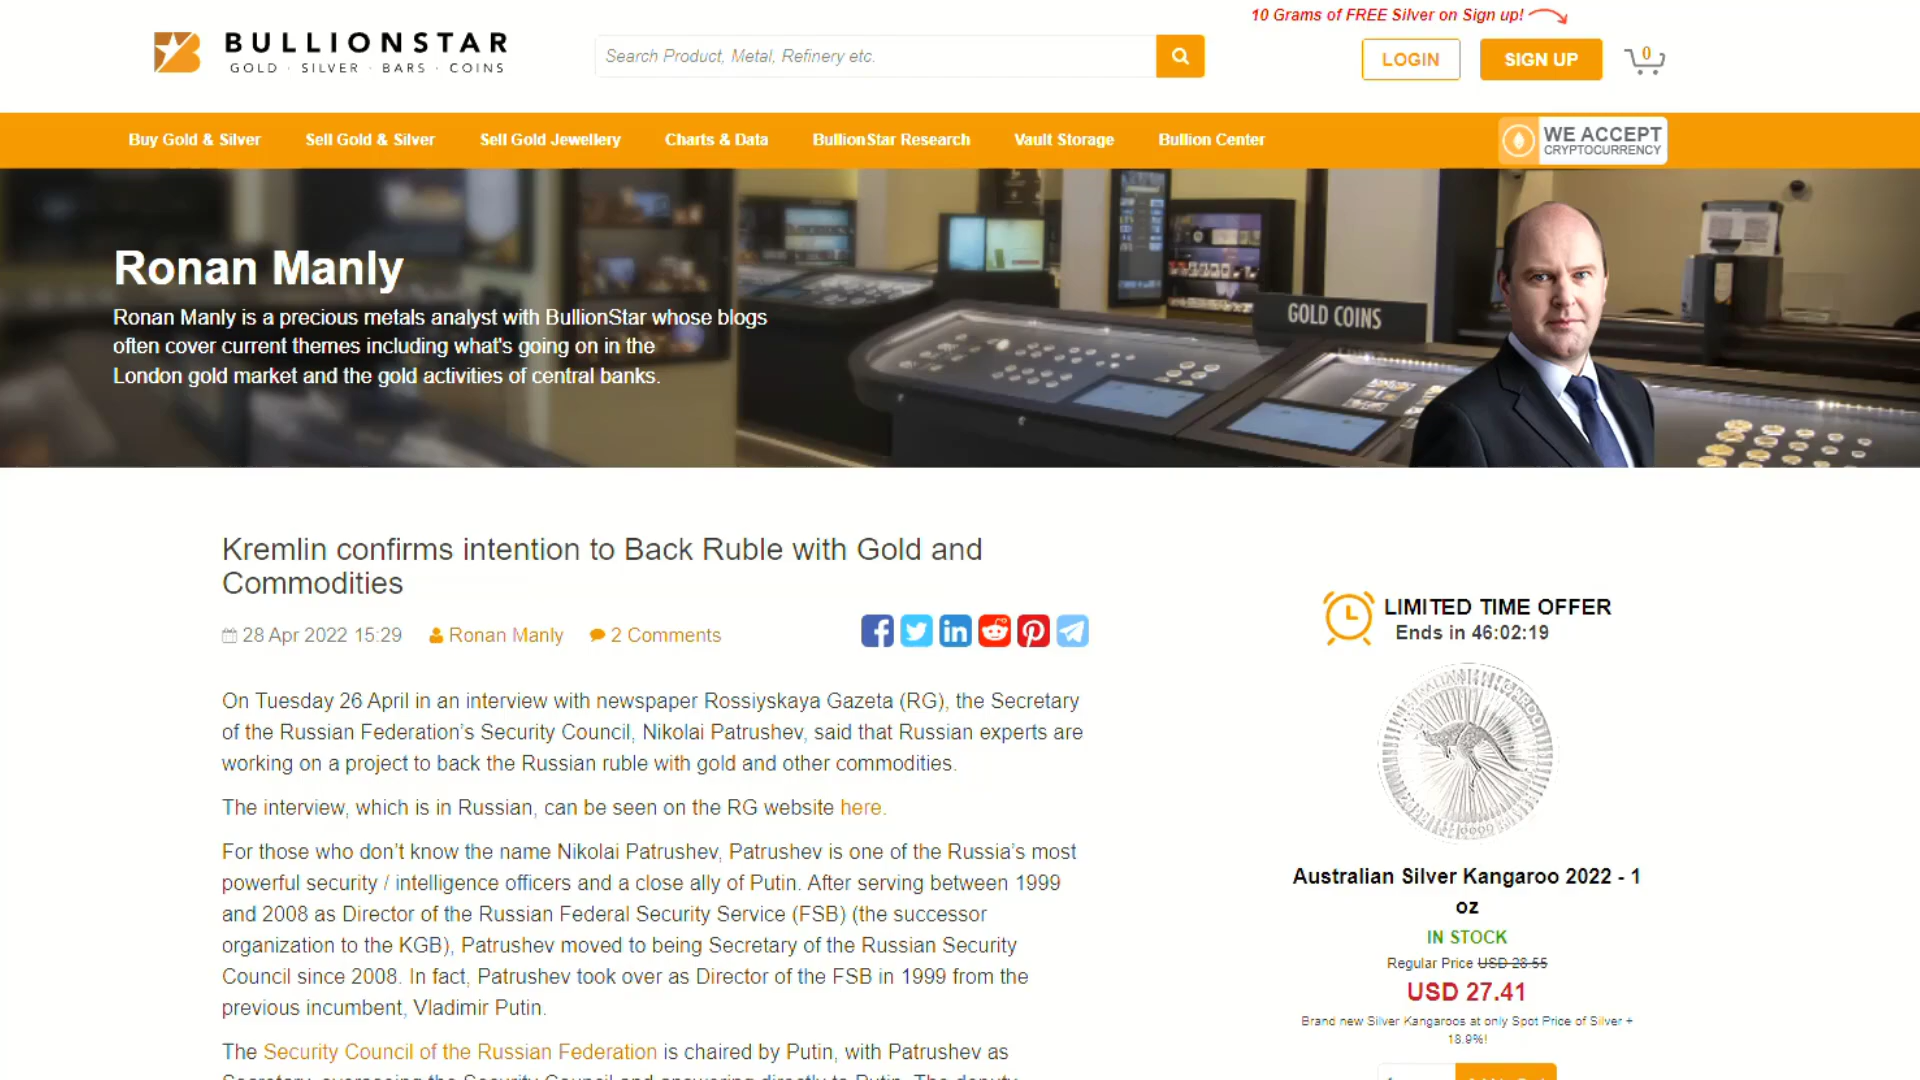 10 Grams of FREE Silver on Sign up!
BULLIONSTAR
GOLD · SILVER · BARS · COINS
Search Product, Metal, Refinery etc.
LOGIN
SIGN UP
0
Buy Gold & Silver
Sell Gold & Silver
Sell Gold Jewellery
Charts & Data
BullionStar Research
Vault Storage
Bullion Center
WE ACCEPT
CRYPTOCURRENCY
Ronan Manly
Ronan Manly is a precious metals analyst with BullionStar whose blogs
often cover current themes including what's going on in the
London gold market and the gold activities of central banks.
GOLD COINS
Kremlin confirms intention to Back Ruble with Gold and
Commodities
28 Apr 2022 15:29
Ronan Manly
2 Comments
On Tuesday 26 April in an interview with newspaper Rossiyskaya Gazeta (RG), the Secretary
of the Russian Federation’s Security Council, Nikolai Patrushev, said that Russian experts are
working on a project to back the Russian ruble with gold and other commodities.
The interview, which is in Russian, can be seen on the RG website here.
For those who don’t know the name Nikolai Patrushev, Patrushev is one of the Russia’s most
powerful security / intelligence officers and a close ally of Putin. After serving between 1999
and 2008 as Director of the Russian Federal Security Service (FSB) (the successor
organization to the KGB), Patrushev moved to being Secretary of the Russian Security
Council since 2008. In fact, Patrushev took over as Director of the FSB in 1999 from the
previous incumbent, Vladimir Putin.
The Security Council of the Russian Federation is chaired by Putin, with Patrushev as
Secretary, overseeing the Security Council and answering directly to Putin. The deputy
LIMITED TIME OFFER
Ends in 46:02:19
Australian Silver Kangaroo 2022 - 1
oz
IN STOCK
Regular Price USD 28.55
USD 27.41
Brand new Silver Kangaroos at only Spot Price of Silver +
18.9%!